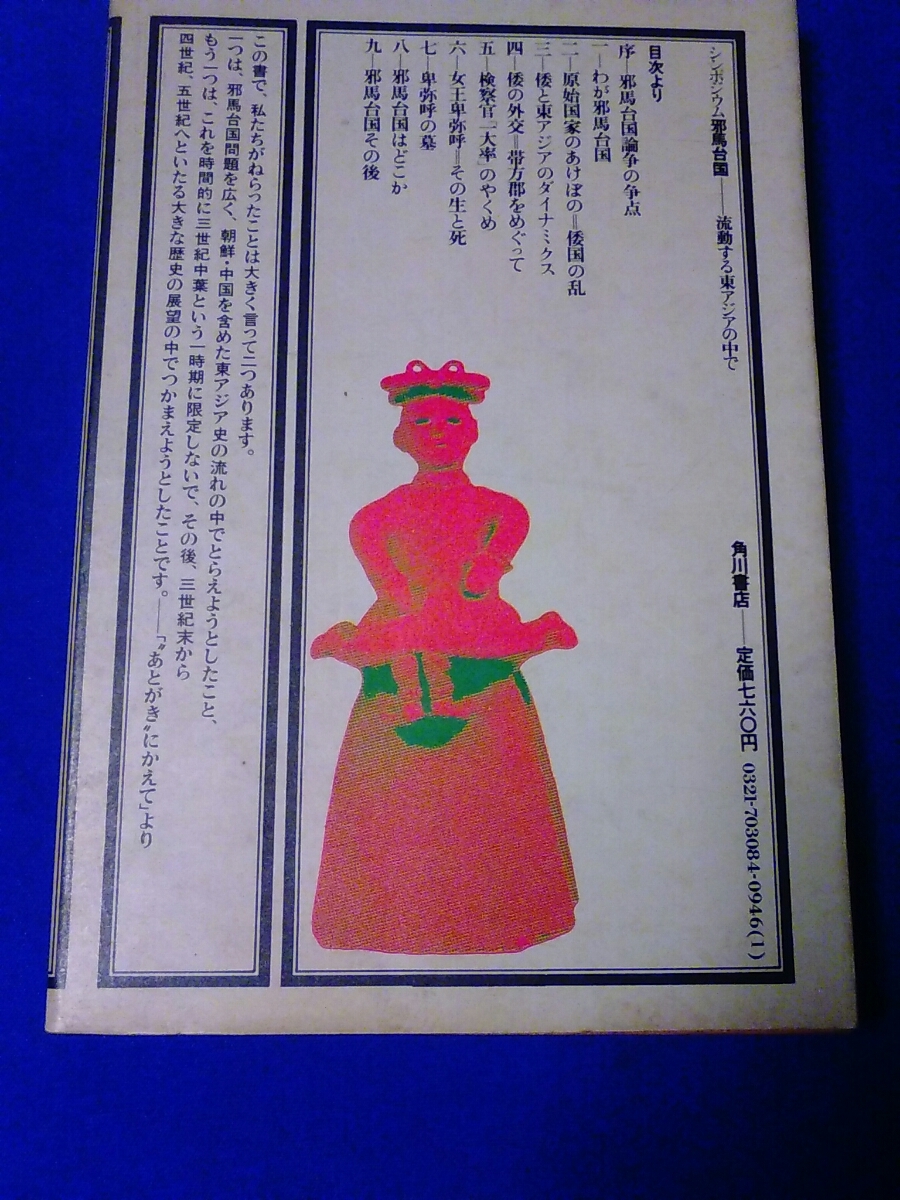 シンポジウム邪馬台国──流動する東アジアの中で
目次より
序─邪馬台国論争の争点
一─わが邪馬台国
二─原始国家のあけぼの＝倭国の乱
三─倭と東アジアのダイナミクス
四─倭の外交＝帯方郡をめぐって
五─検察官「一大率」のやくめ
六─女王卑弥呼＝その生と死
七─卑弥呼の墓
八─邪馬台国はどこか
九─邪馬台国その後
角川書店──定価七六〇円 0321-703084-0946(1)
この書で、私たちがねらったことは大きく言って二つあります。
一つは、邪馬台国問題を広く、朝鮮・中国を含めた東アジア史の流れの中でとらえようとしたこと、
もう一つは、これを時間的に三世紀中葉という一時期に限定しないで、その後、三世紀末から
四世紀、五世紀へといたる大きな歴史の展望の中でつかまえようとしたことです。──「〝あとがき〟にかえて」より